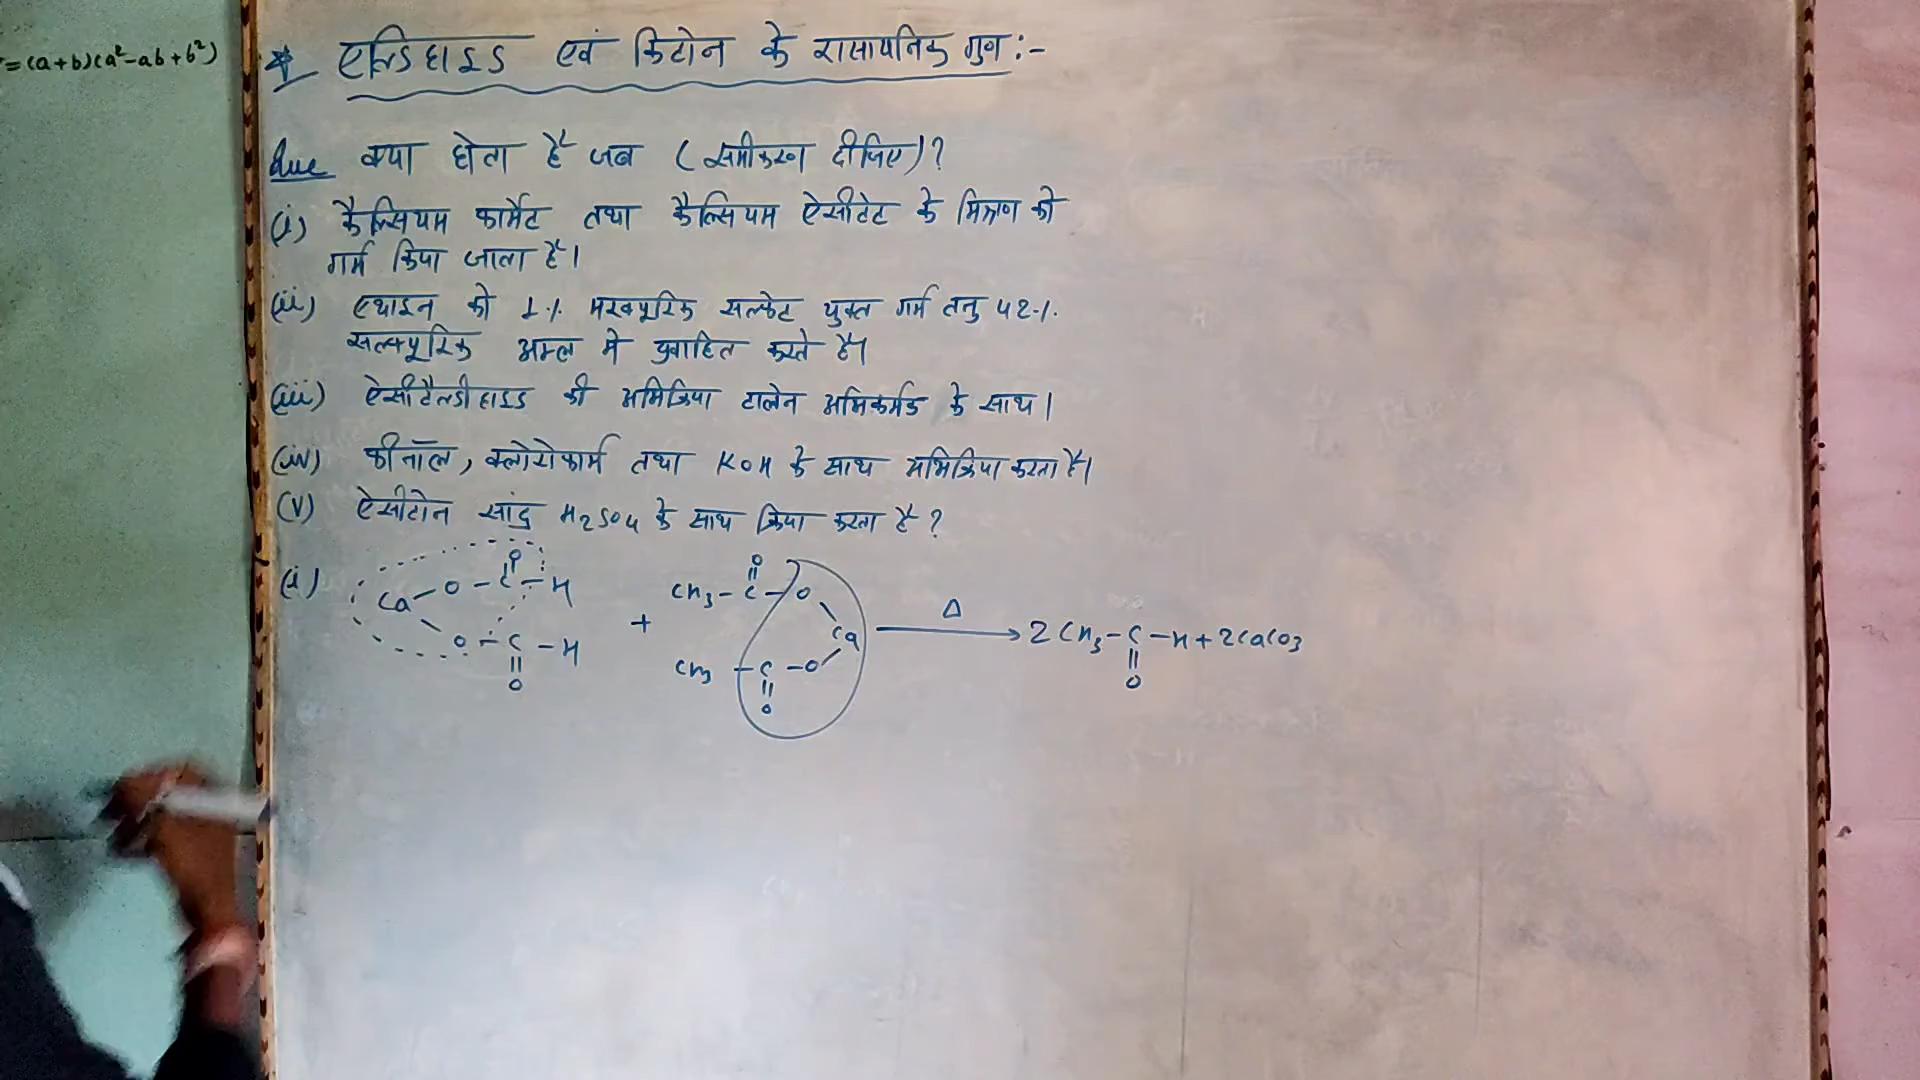 =(a+b)(a²-ab+b²)
* एल्डिहाइड एवं किटोन के रासायनिक गुण :-
Que क्या होता है जब (समीकरण दीजिए)?
(i) कैल्सियम फार्मेट तथा कैल्सियम ऐसीटेट के मिश्रण को
गर्म किया जाता है।
(ii) एथाइन को 1% मरक्यूरिक सल्फेट युक्त गर्म तनु 42%
सल्फ्यूरिक अम्ल में प्रवाहित करते है।
(iii) ऐसीटैल्डीहाइड की अभिक्रिया टालेन अभिकर्मक के साथ।
(iv) फीनॉल, क्लोरोफार्म तथा KOH के साथ अभिक्रिया करता है।
(v) ऐसीटोन सांद्र H2SO4 के साथ क्रिया करता है?
(i) Ca-O-C(=O)-H + CH3-C(=O)-O-Ca Δ → 2CH3-C-H + 2CaCO3
O-C-H CH3-C-O O
O O